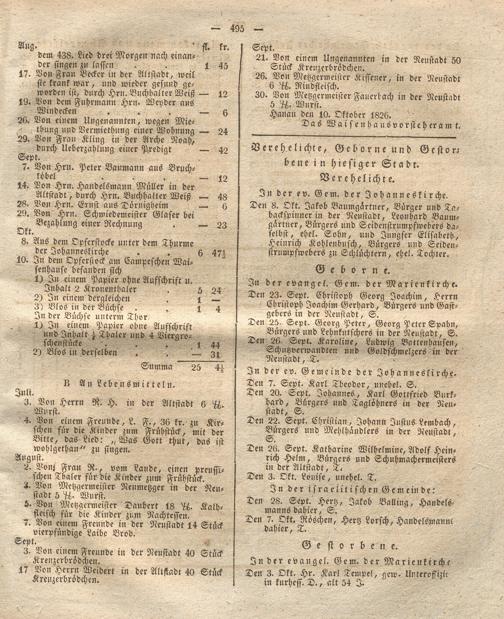 — 495 —
Aug. fl. kr.
dem 438. Lied drei Morgen nach einan-
der singen zu lassen . . 1 45
17. Von Frau Becker in der Altstadt, weil
sie krank war, und wieder gesund ge-
worden ist, durch Hrn. Buchhalter Weiß — 12
19. Von dem Fuhrmann Hrn. Weyder aus
Windecken . . — 6
26. Von einem Ungenannten, wegen Mie-
thung und Vermiethung einer Wohnung — 24
29. Von Frau Kling in der Arche Noah,
durch Ueberzahlung einer Predigt — 42
Sept.
7. Von Hrn. Peter Baumann aus Bruch-
köbel . . — 12
14. Von Hrn. Handelsmann Müller in der
Altstadt, durch Hrn. Buchhalter Weiß — 48
28. Von Hrn. Ernst aus Dörnigheim — 6
29. Von Hrn. Schmiedemeister Glaser bei
Bezahlung einer Rechnung — 23
Okt.
8. Aus dem Opferstocke unter dem Thurme
der Johanneskirche . 6 47½
10. In dem Opferstock am Campeschen Wai-
senhause befanden sich
1) In einem Papier ohne Aufschrift u.
Inhalt 2 Kronenthaler . 5 24
2) In einem dergleichen . 1 —
3) Blos in der Büchse . . 1 4
In der Büchse unterm Thor
1) In einem Papier ohne Aufschrift
und Inhalt ¼ Thaler und 4 Viergro-
schenstücke . . 1 44
2) Blos in derselben . — 31
Summa 25 4½
B An Lebensmitteln.
Juli.
3. Von Herrn R. H. in der Altstadt 6 ℔.
Wurst.
4. Von einem Freunde, L. F., 36 kr. zu Kir-
schen für die Kinder zum Frühstück, mit der
Bitte, das Lied: „Was Gott thut, das ist
wohlgethan" zu singen.
August.
2. Von Frau R., vom Lande, einen preussi-
schen Thaler für die Kinder zum Frühstück.
3. Von Metzgermeister Neumetzger in der Neu-
stadt 5 ℔. Wurst.
5. Von Metzgermeister Daubert 18 ℔. Kalb-
fleisch für die Kinder zum Nachtessen.
7. Von einem Freunde in der Neustadt 14 Stück
vierpfündige Laibe Brod.
Sept.
3. Von einem Freunde in der Neustadt 40 Stück
Kreuzerbrödchen.
17 Von Herrn Weidert in der Altstadt 40 Stück
Kreuzerbrödchen.
Sept.
21. Von einem Ungenannten in der Neustadt 50
Stück Kreuzerbrödchen.
26. Von Metzgermeister Kissener, in der Neustadt
6 ℔. Rindfleisch.
30. Von Metzgermeister Fauerbach in der Neustadt
5 ℔. Wurst.
Hanau den 10. Oktober 1826.
Das Waisenhausvorsteheramt.
Verehelichte, Geborne und Gestor-
bene in hiesiger Stadt.
Verehelichte.
In der ev. Gem. der Johanneskirche.
Den 8. Okt. Jakob Baumgärtner, Bürger und Ta-
backspinner in der Neustadt, Leonhard Baum-
gärtner, Bürgers und Seidenstrumpfwebers da-
selbst, ehel. Sohn, und Jungfer Elisabeth,
Heinrich Kohlenbusch, Bürgers und Seiden-
strumpfwebers zu Schlüchtern, ehel. Tochter.
Geborne.
In der evangel. Gem. der Marienkirche.
Den 23. Sept. Christoph Georg Joachim, Herrn
Christoph Joachim Gebhard, Bürgers und Gast-
gebers in der Neustadt, S.
Den 25. Sept. Georg Peter, Georg Peter Spahn,
Bürgers und Lehnkutschers in der Neustadt, S.
Den 26. Sept. Karoline, Ludwig Bottenhausen,
Schutzverwandten und Goldschmelzers in der
Neustadt, T.
In der ev. Gem. der Johanneskirche.
Den 7. Sept. Karl Theodor, unehel. S.
Den 20. Sept. Johannes, Karl Gottfried Burk-
hard, Bürgers und Taglöhners in der Neu-
stadt, S.
Den 22. Sept. Christian, Johann Justus Lembach,
Bürgers und Mehlhändlers in der Neustadt,
S.
Den 26. Sept. Katharine Wilhelmine, Adolf Hein-
rich Helm, Bürgers und Schuhmachermeisters
in der Altstadt, T.
Den 3. Okt. Louise, unehel. T.
In der israelitischen Gemeinde:
Den 28. Sept. Hertz, Jakob Balling, Handels-
manns dahier, S.
Den 7. Okt. Röschen, Hertz Lorsch, Handelsmanns
dahier, T.
Gestorbene.
In der evangel. Gem. der Marienkirche
Den 3. Okt. Hr. Karl Tempel, gew. Unteroffizir
in kurhess. D., alt 54 J.